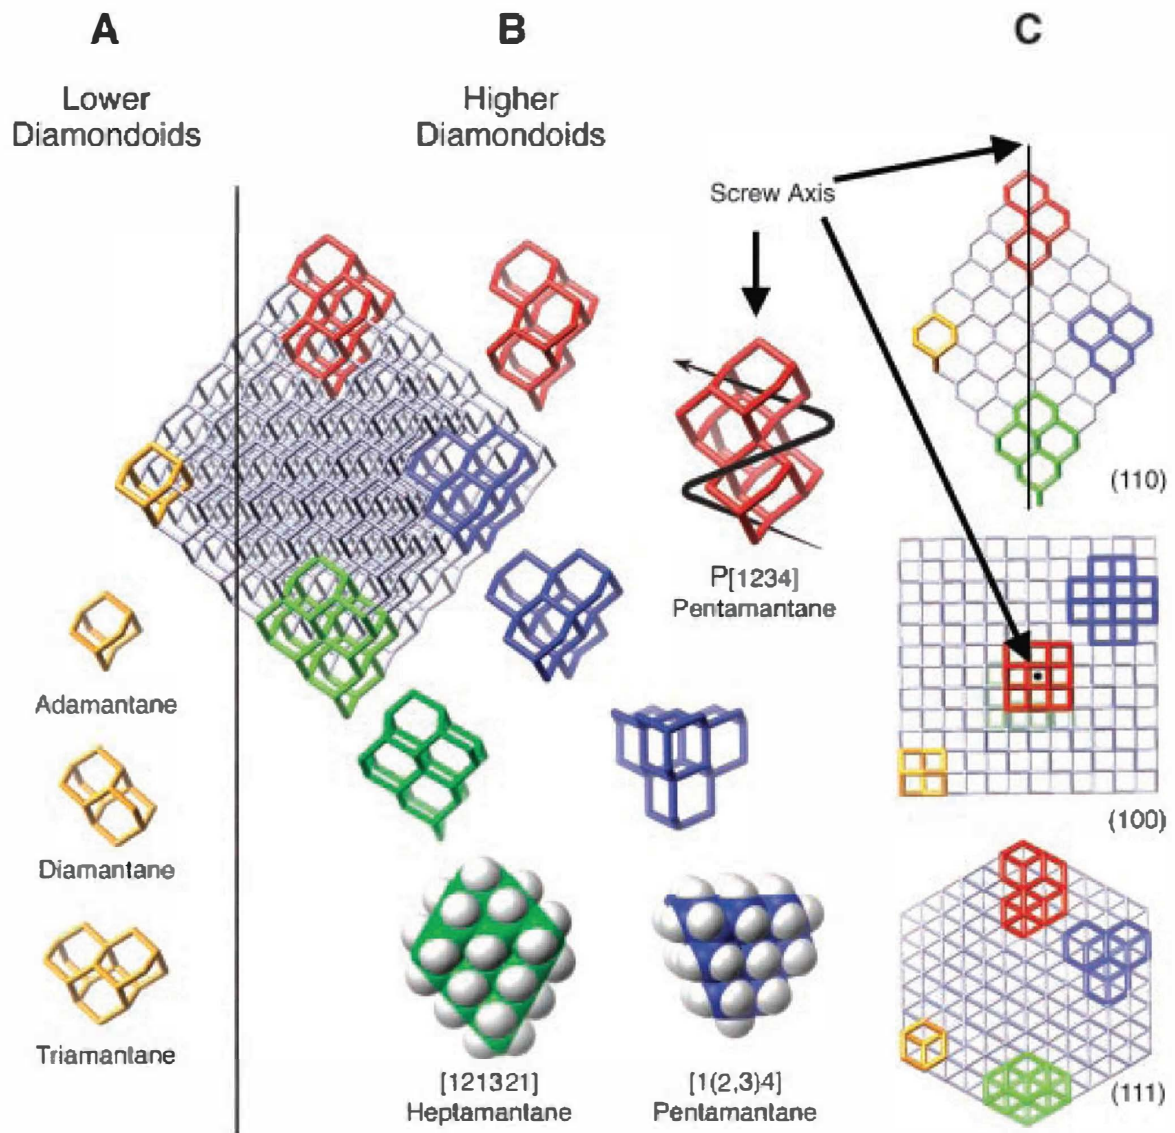 A
B
C
Lower
Diamondoids
Higher
Diamondoids
Screw Axis
(110)
P[1234]
Pentamantane
Adamantane
Diamantane
Triamantane
(100)
(111)
[121321]
Heptamantane
[1(2,3)4]
Pentamantane